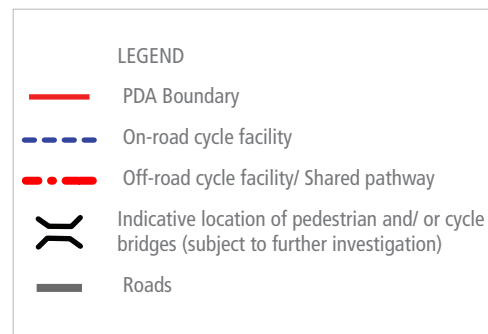 LEGEND
PDA Boundary
On-road cycle facility
Off-road cycle facility/ Shared pathway
Indicative location of pedestrian and/ or cycle
bridges (subject to further investigation)
Roads